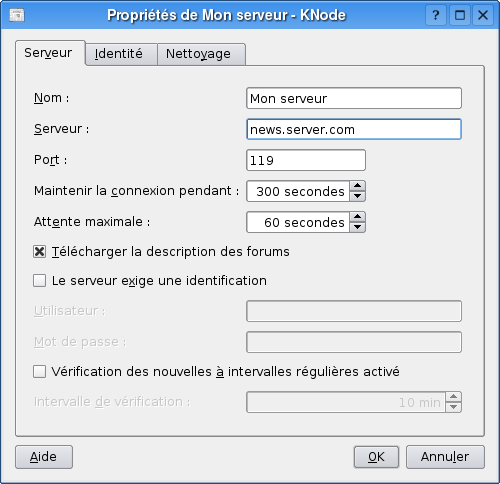 Propriétés de Mon serveur - KNode
Serveur Identité Nettoyage
Nom : Mon serveur
Serveur : news.server.com
Port : 119
Maintenir la connexion pendant : 300 secondes
Attente maximale : 60 secondes
Télécharger la description des forums
Le serveur exige une identification
Utilisateur :
Mot de passe :
Vérification des nouvelles à intervalles régulières activé
Intervalle de vérification : 10 min
Aide OK Annuler